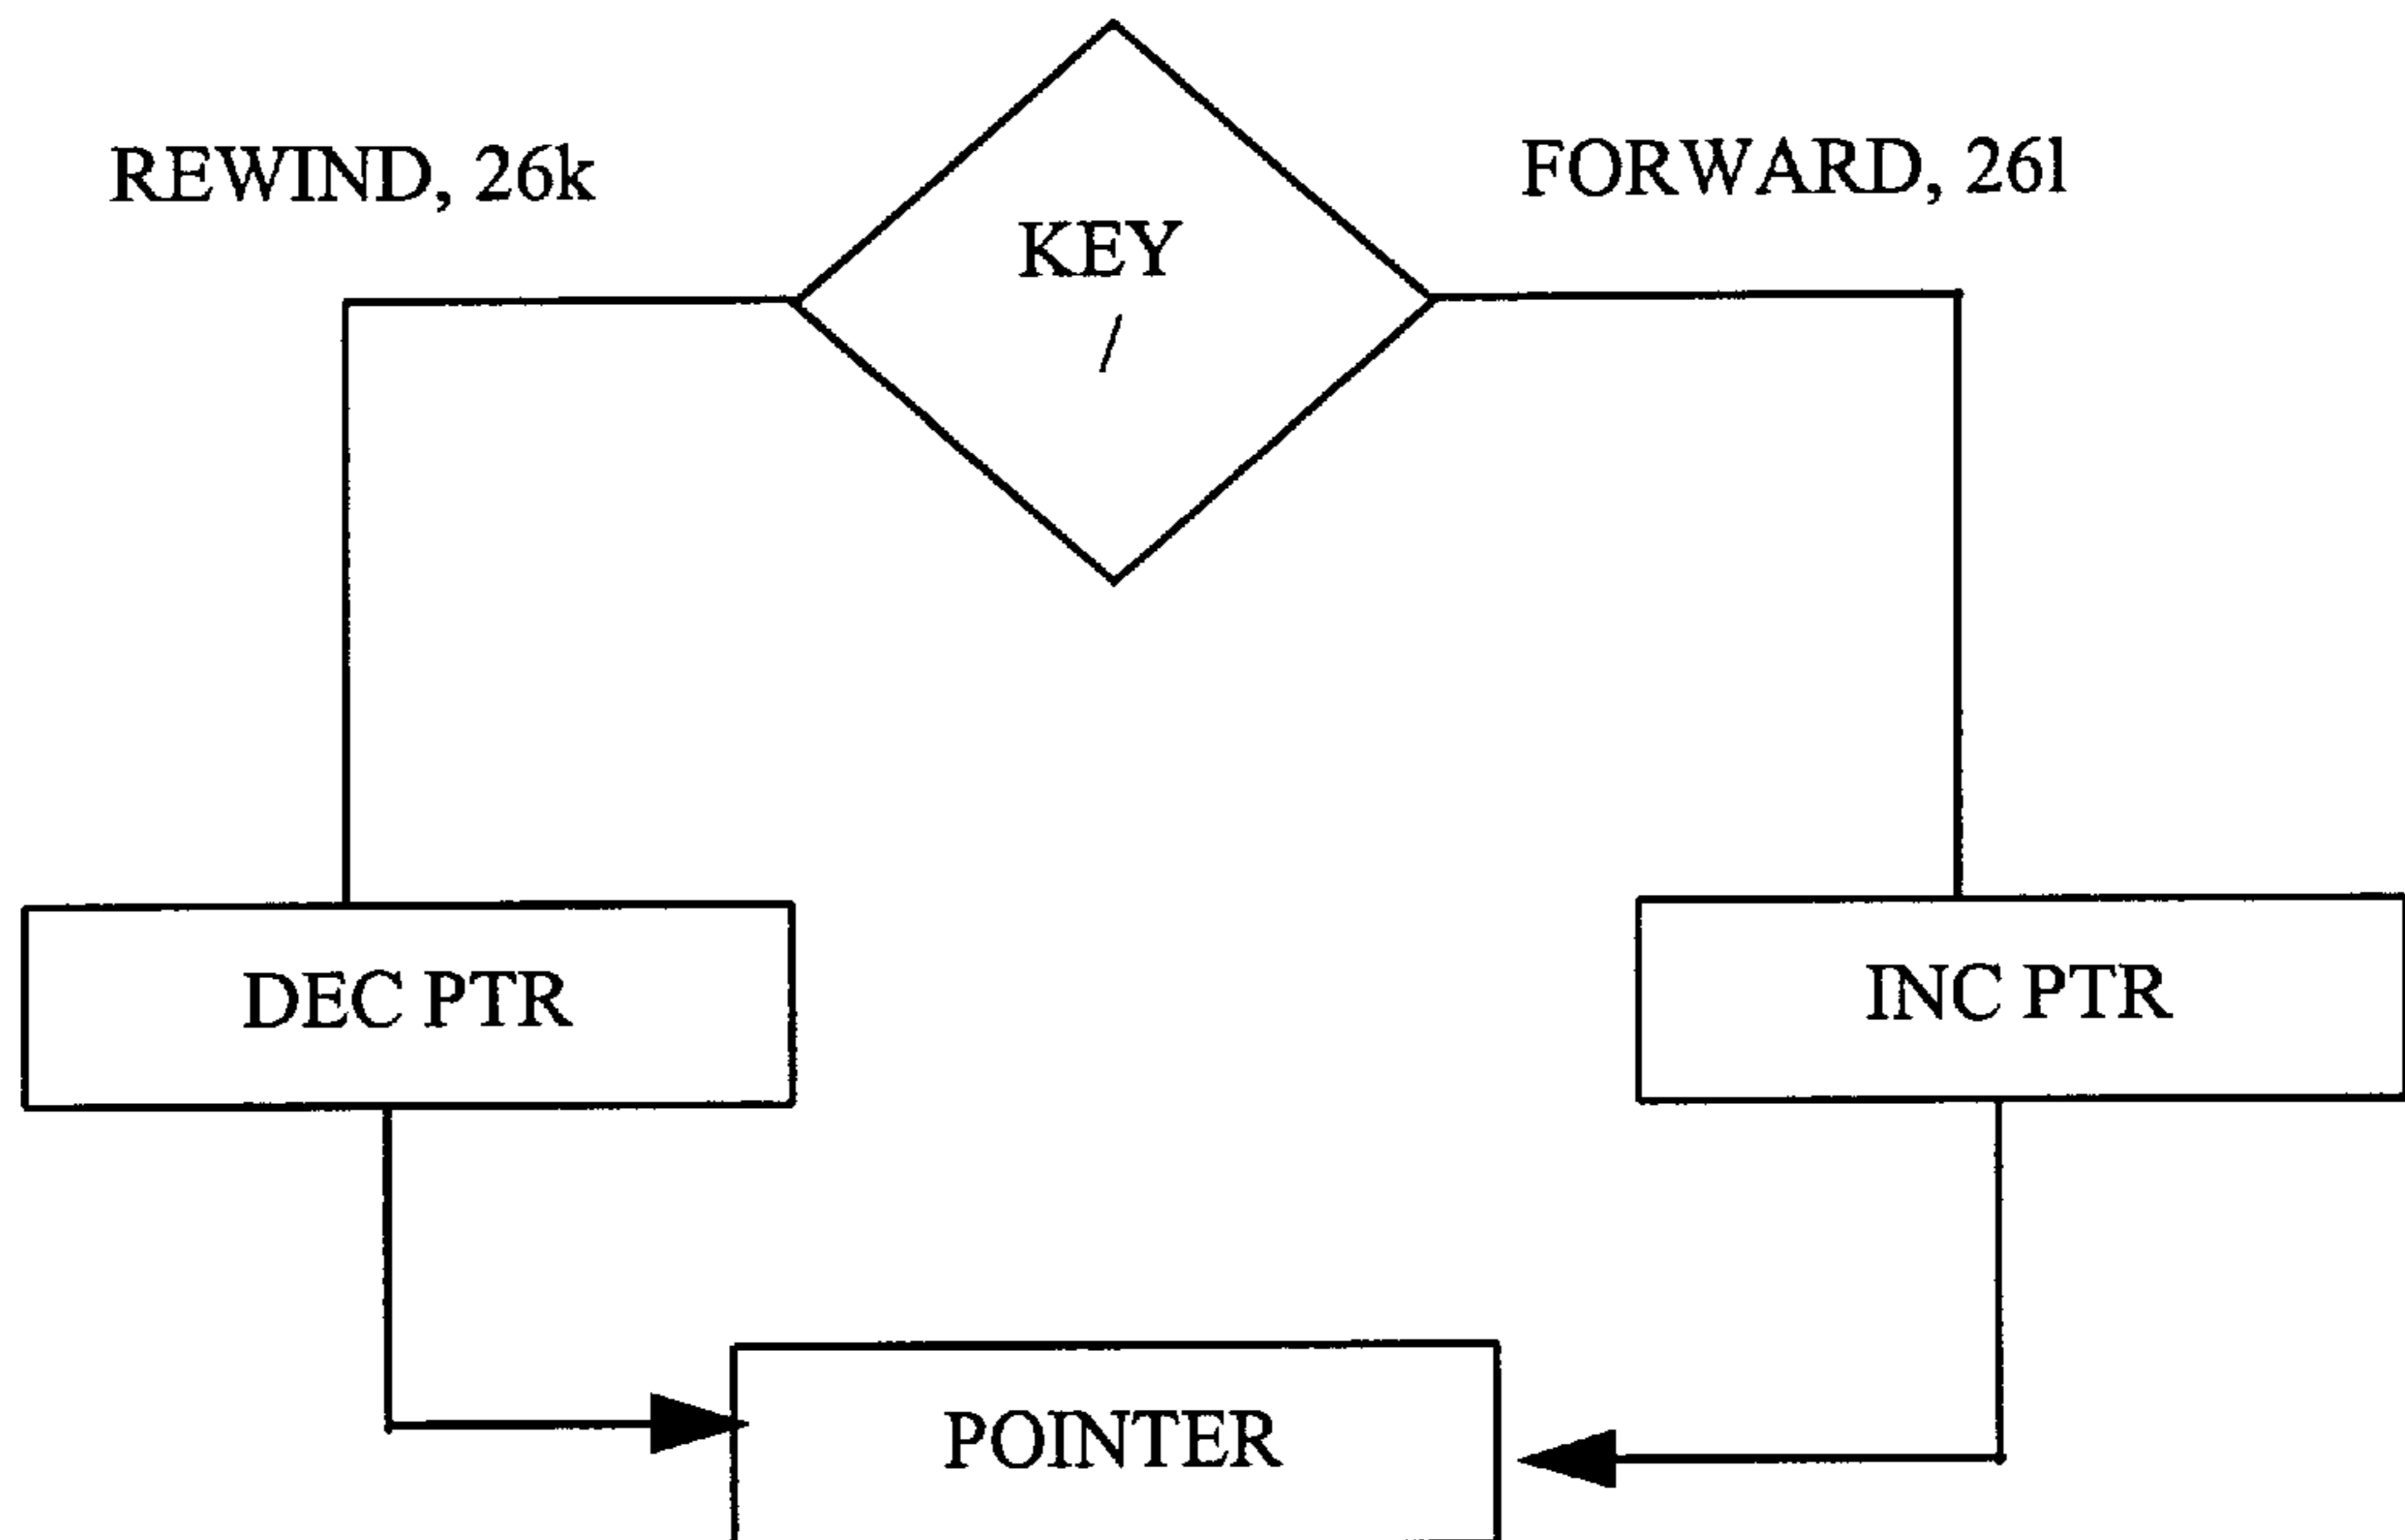 REWIND, 26k
FORWARD, 26l
KEY
/
DEC PTR
INC PTR
POINTER